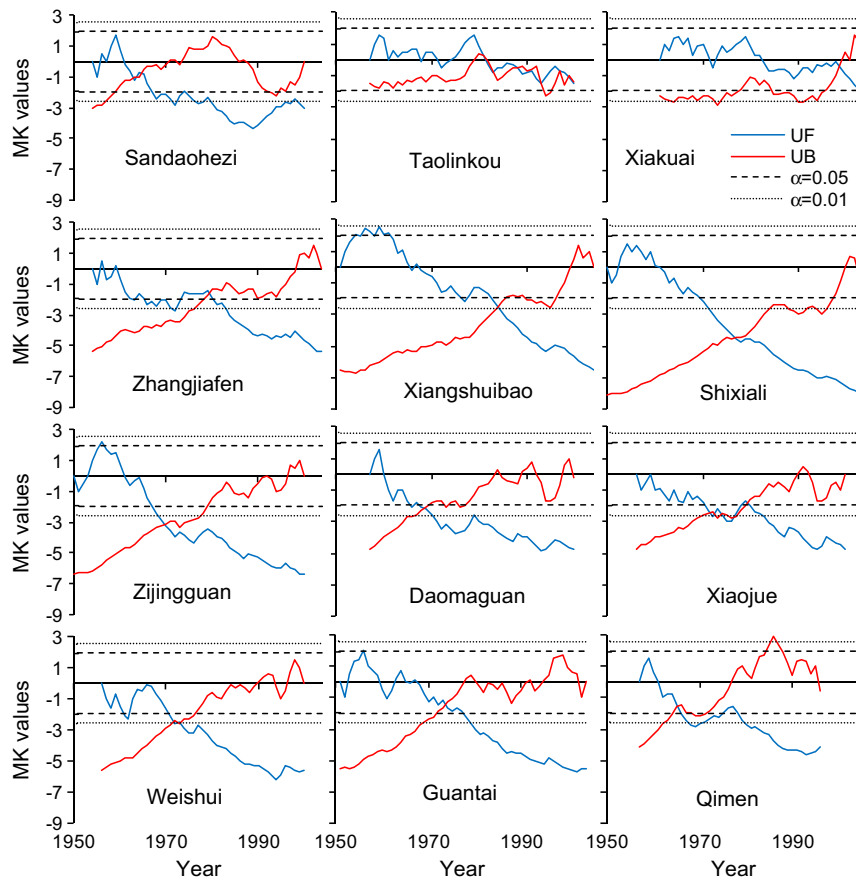 3
1
-1
-3
-5
-7
-9
MK values
Sandaohezi
Taolinkou
Xiakuai
UF
UB
α=0.05
α=0.01
3
1
-1
-3
-5
-7
-9
MK values
Zhangjiafen
Xiangshuibao
Shixiali
3
1
-1
-3
-5
-7
-9
MK values
Zijingguan
Daomaguan
Xiaojue
3
1
-1
-3
-5
-7
-9
MK values
Weishui
Guantai
Qimen
1950 1970 1990 1950 1970 1990 1950 1970 1990
Year Year Year